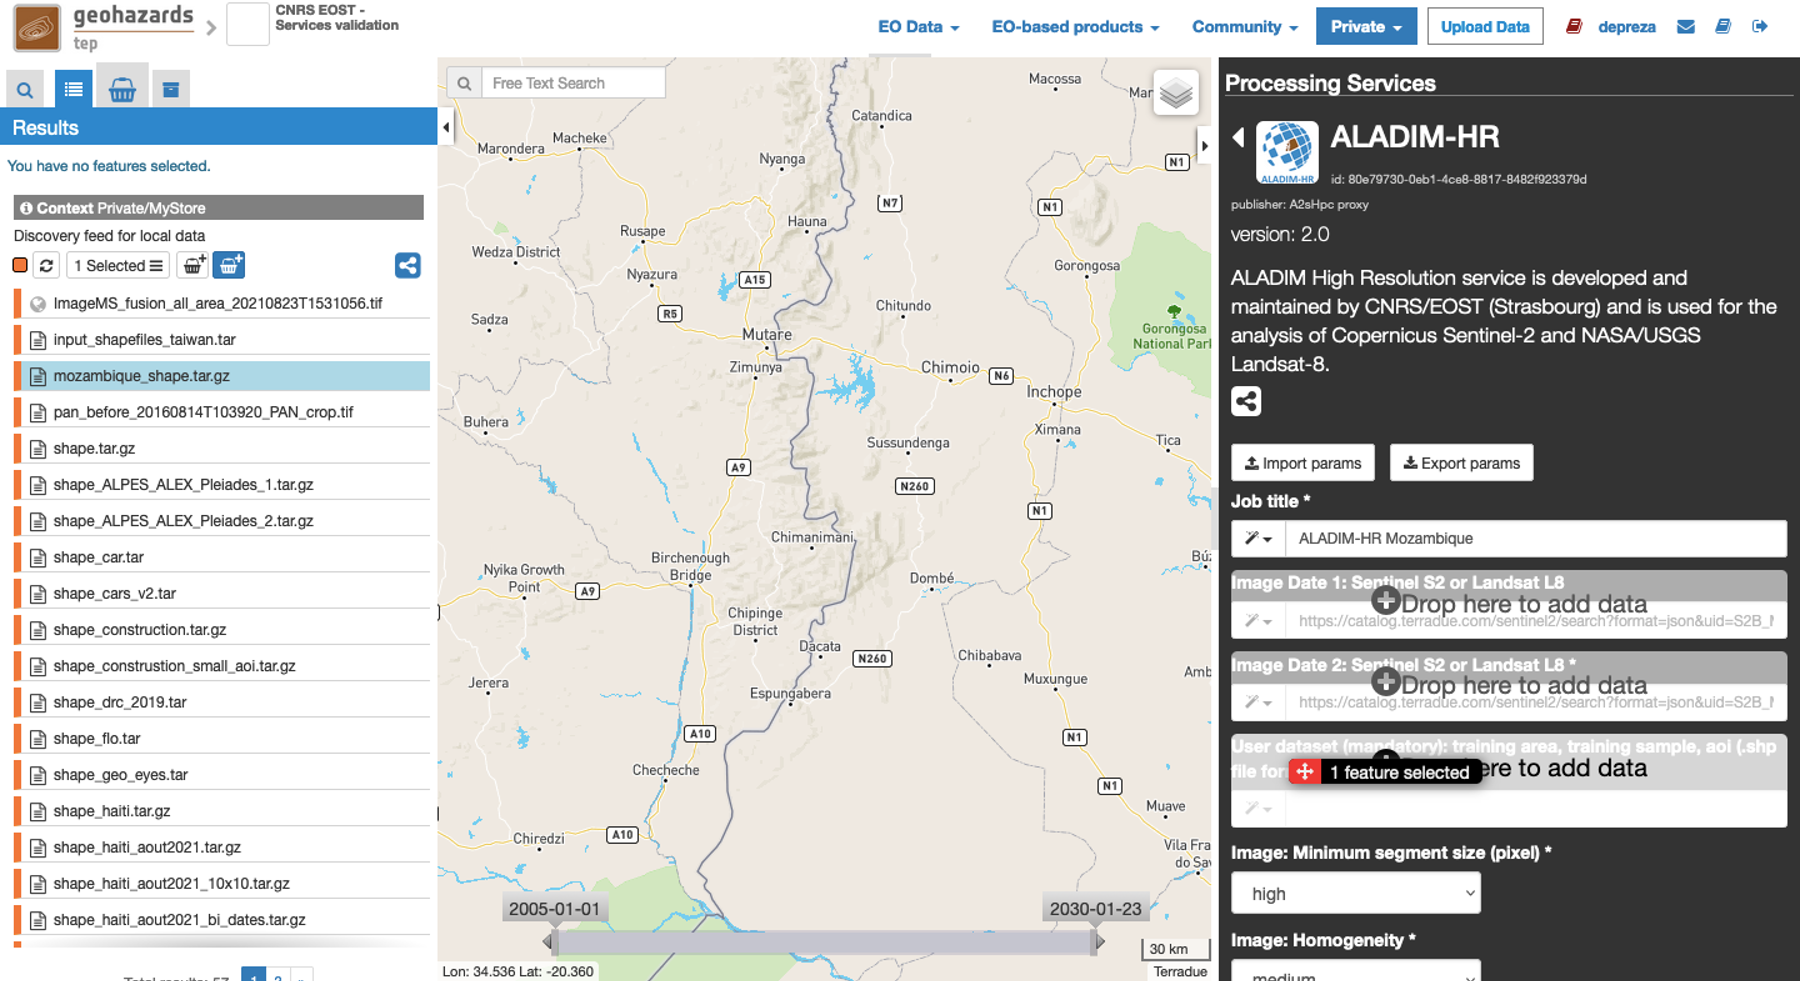 geohazards
tep
CNRS EOST -
Services validation
EO Data
EO-based products
Community
Private
Upload Data
depreza
Results
You have no features selected.
Context Private/MyStore
Discovery feed for local data
1 Selected
ImageMS_fusion_all_area_20210823T1531056.tif
input_shapefiles_taiwan.tar
mozambique_shape.tar.gz
pan_before_20160814T103920_PAN_crop.tif
shape.tar.gz
shape_ALPES_ALEX_Pleiades_1.tar.gz
shape_ALPES_ALEX_Pleiades_2.tar.gz
shape_car.tar
shape_cars_v2.tar
shape_construction.tar.gz
shape_construstion_small_aoi.tar.gz
shape_drc_2019.tar
shape_flo.tar
shape_geo_eyes.tar
shape_haiti.tar.gz
shape_haiti_aout2021.tar.gz
shape_haiti_aout2021_10x10.tar.gz
shape_haiti_aout2021_bi_dates.tar.gz
Total results: 57
1
2
Free Text Search
Macossa
Mar
Catandica
Macheke
Marondera
Nyanga
N1
N7
N1
Hauna
Rusape
Wedza District
Gorongosa
Nyazura
A15
Chitundo
R5
Sadza
Mutare
Gorongosa
National Park
Zimunya
Chimoio
N6
Inchope
Buhera
Ximana
Sussundenga
Tica
A9
N260
N1
Chimanimani
Birchenough
Bridge
Nyika Growth
Point
Dombé
A9
Chipinge
District
Dacata
N260
Chibabava
Amb
Jerera
Muxungue
Espungabera
A10
N1
Checheche
N1
Muave
A10
Chiredzi
Vila Fra
do Sav
2005-01-01
2030-01-23
30 km
Lon: 34.536 Lat: -20.360
Terradue
Processing Services
ALADIM-HR
ALADIM-HR
id: 80e79730-0eb1-4ce8-8817-8482f923379d
publisher: A2sHpc proxy
version: 2.0
ALADIM High Resolution service is developed and
maintained by CNRS/EOST (Strasbourg) and is used for the
analysis of Copernicus Sentinel-2 and NASA/USGS
Landsat-8.
Import params
Export params
Job title *
ALADIM-HR Mozambique
Image Date 1: Sentinel S2 or Landsat L8
Drop here to add data
https://catalog.terradue.com/sentinel2/search?format=json&uid=S2B_M
Image Date 2: Sentinel S2 or Landsat L8 *
Drop here to add data
https://catalog.terradue.com/sentinel2/search?format=json&uid=S2B_M
User dataset (mandatory): training area, training sample, aoi (.shp
file for
1 feature selected
ere to add data
Image: Minimum segment size (pixel) *
high
Image: Homogeneity *
medium